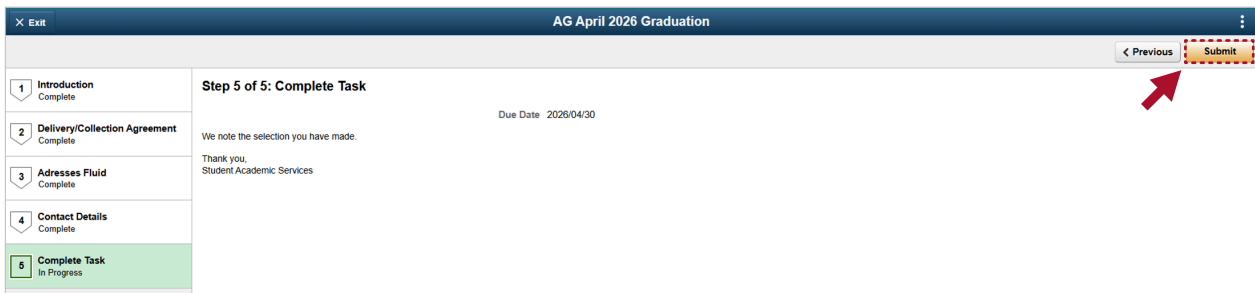 × Exit
AG April 2026 Graduation
< Previous
Submit
1 Introduction
Complete
2 Delivery/Collection Agreement
Complete
3 Adresses Fluid
Complete
4 Contact Details
Complete
5 Complete Task
In Progress
Step 5 of 5: Complete Task
Due Date 2026/04/30
We note the selection you have made.
Thank you,
Student Academic Services